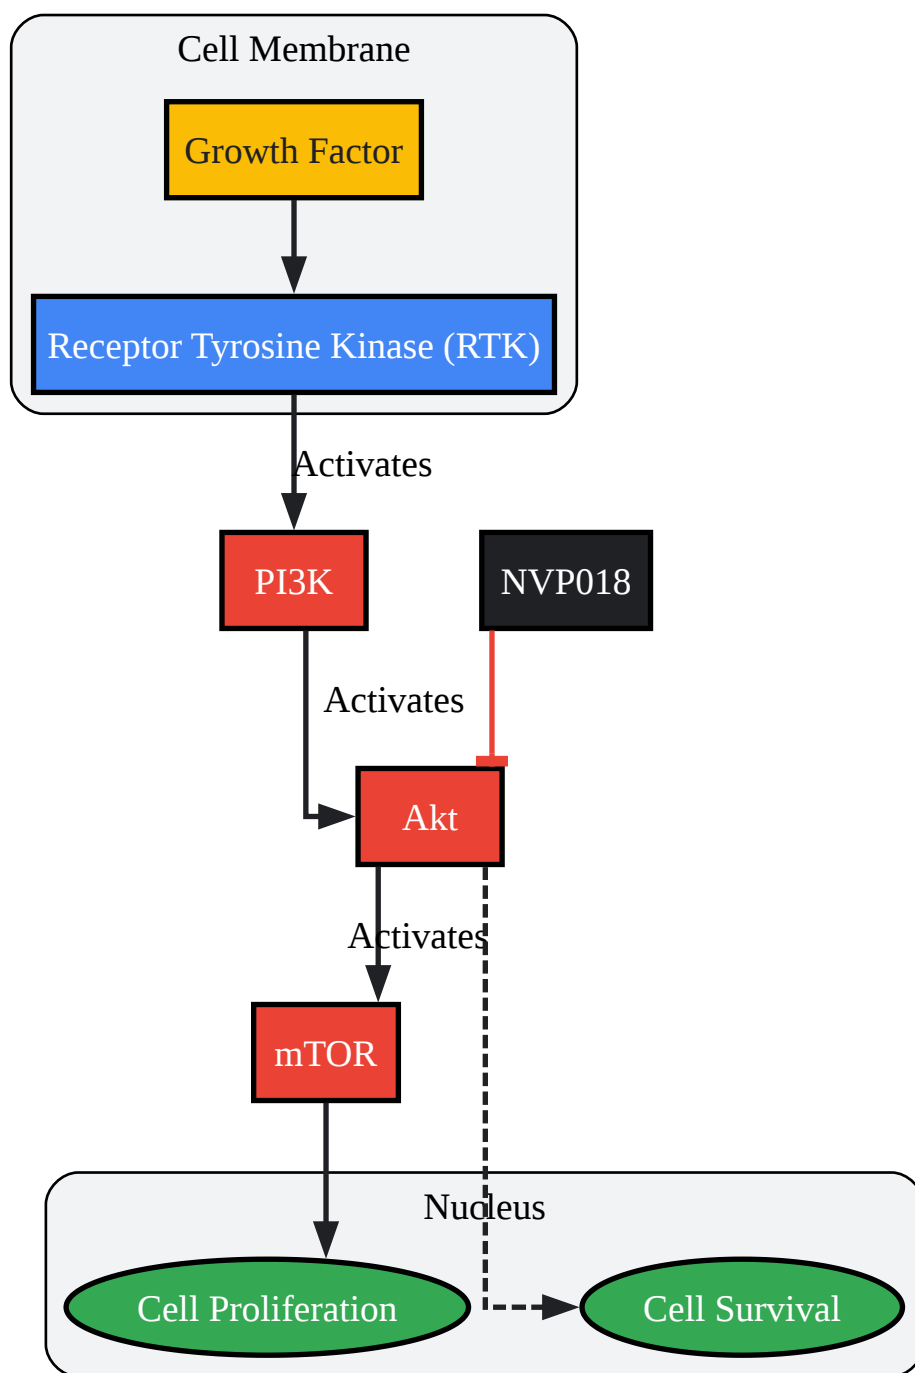 Cell Membrane
Growth Factor
Receptor Tyrosine Kinase (RTK)
Activates
PI3K
NVP018
Activates
Akt
Activates
mTOR
Nucleus
Cell Proliferation
Cell Survival